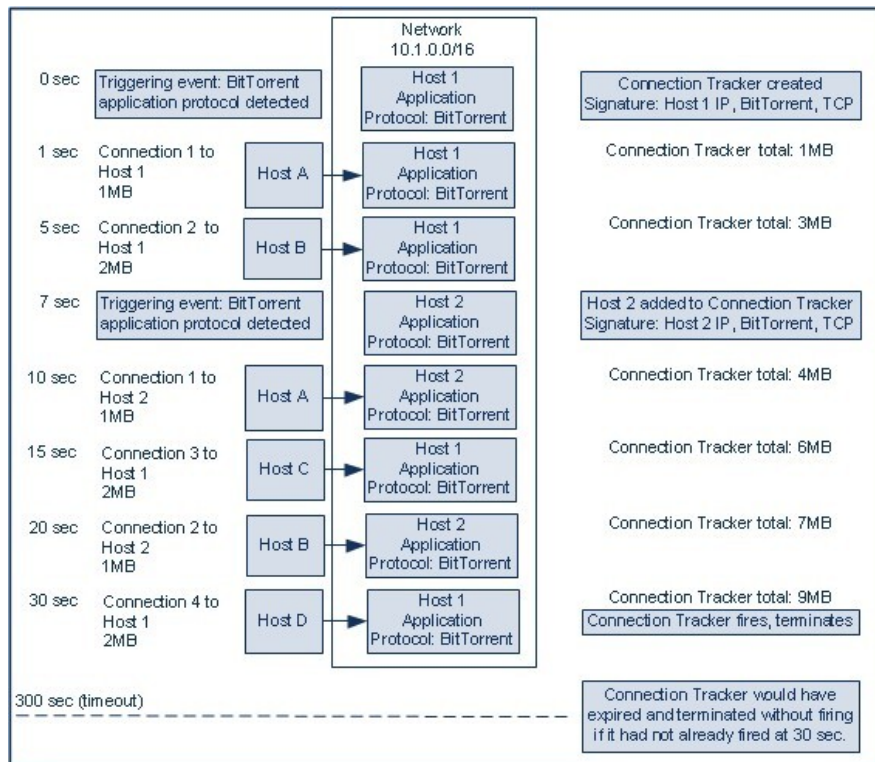 Network
10.1.0.0/16
0 sec
Triggering event: BitTorrent
application protocol detected
Host 1
Application
Protocol: BitTorrent
Connection Tracker created
Signature: Host 1 IP, BitTorrent, TCP
1 sec
Connection 1 to
Host 1
1MB
Host A
Host 1
Application
Protocol: BitTorrent
Connection Tracker total: 1MB
5 sec
Connection 2 to
Host 1
2MB
Host B
Host 1
Application
Protocol: BitTorrent
Connection Tracker total: 3MB
7 sec
Triggering event: BitTorrent
application protocol detected
Host 2
Application
Protocol: BitTorrent
Host 2 added to Connection Tracker
Signature: Host 2 IP, BitTorrent, TCP
10 sec
Connection 1 to
Host 2
1MB
Host A
Host 2
Application
Protocol: BitTorrent
Connection Tracker total: 4MB
15 sec
Connection 3 to
Host 1
2MB
Host C
Host 1
Application
Protocol: BitTorrent
Connection Tracker total: 6MB
20 sec
Connection 2 to
Host 2
1MB
Host B
Host 2
Application
Protocol: BitTorrent
Connection Tracker total: 7MB
30 sec
Connection 4 to
Host 1
2MB
Host D
Host 1
Application
Protocol: BitTorrent
Connection Tracker total: 9MB
Connection Tracker fires, terminates
300 sec (timeout)
Connection Tracker would have
expired and terminated without firing
if it had not already fired at 30 sec.